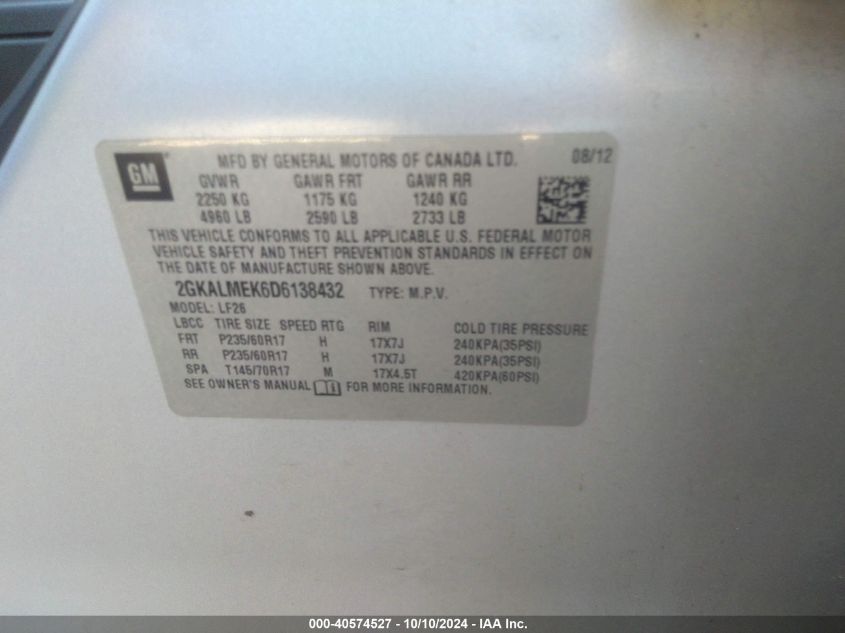 GM
MFD BY GENERAL MOTORS OF CANADA LTD. 08/12
GVWR GAWR FRT GAWR RR
2250 KG 1175 KG 1240 KG
4960 LB 2590 LB 2733 LB
THIS VEHICLE CONFORMS TO ALL APPLICABLE U.S. FEDERAL MOTOR
VEHICLE SAFETY AND THEFT PREVENTION STANDARDS IN EFFECT ON
THE DATE OF MANUFACTURE SHOWN ABOVE.
2GKALMEK6D6138432 TYPE: M.P.V.
MODEL: LF26
LBCC TIRE SIZE SPEED RTG RIM COLD TIRE PRESSURE
FRT P235/60R17 H 17X7J 240KPA(35PSI)
RR P235/60R17 H 17X7J 240KPA(35PSI)
SPA T145/70R17 M 17X4.5T 420KPA(60PSI)
SEE OWNER'S MANUAL FOR MORE INFORMATION.
000-40574527 - 10/10/2024 - IAA Inc.